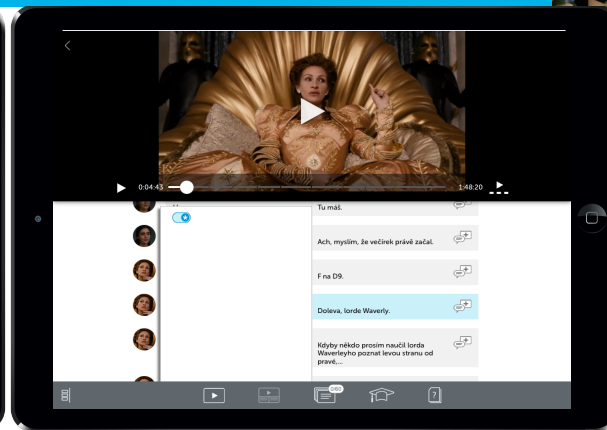 0:04:43
1:48:20
Tu máš.
Ach, myslím, že večírek právě začal.
F na D9.
Doleva, lorde Waverly.
Kdyby někdo prosím naučil lorda
Waverleyho poznat levou stranu od
pravé,...
?